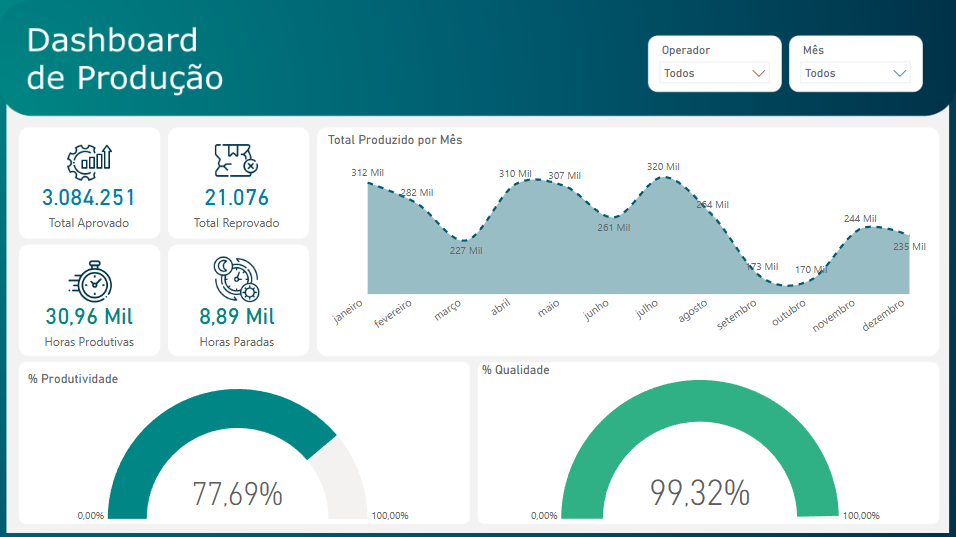 Dashboard
de Produção
Operador
Todos
Mês
Todos
3.084.251
Total Aprovado
21.076
Total Reprovado
30,96 Mil
Horas Produtivas
8,89 Mil
Horas Paradas
Total Produzido por Mês
312 Mil
282 Mil
227 Mil
310 Mil
307 Mil
261 Mil
320 Mil
264 Mil
173 Mil
170 Mil
244 Mil
235 Mil
janeiro
fevereiro
março
abril
maio
junho
julho
agosto
setembro
outubro
novembro
dezembro
% Produtividade
77,69%
0,00%
100,00%
% Qualidade
99,32%
0,00%
100,00%